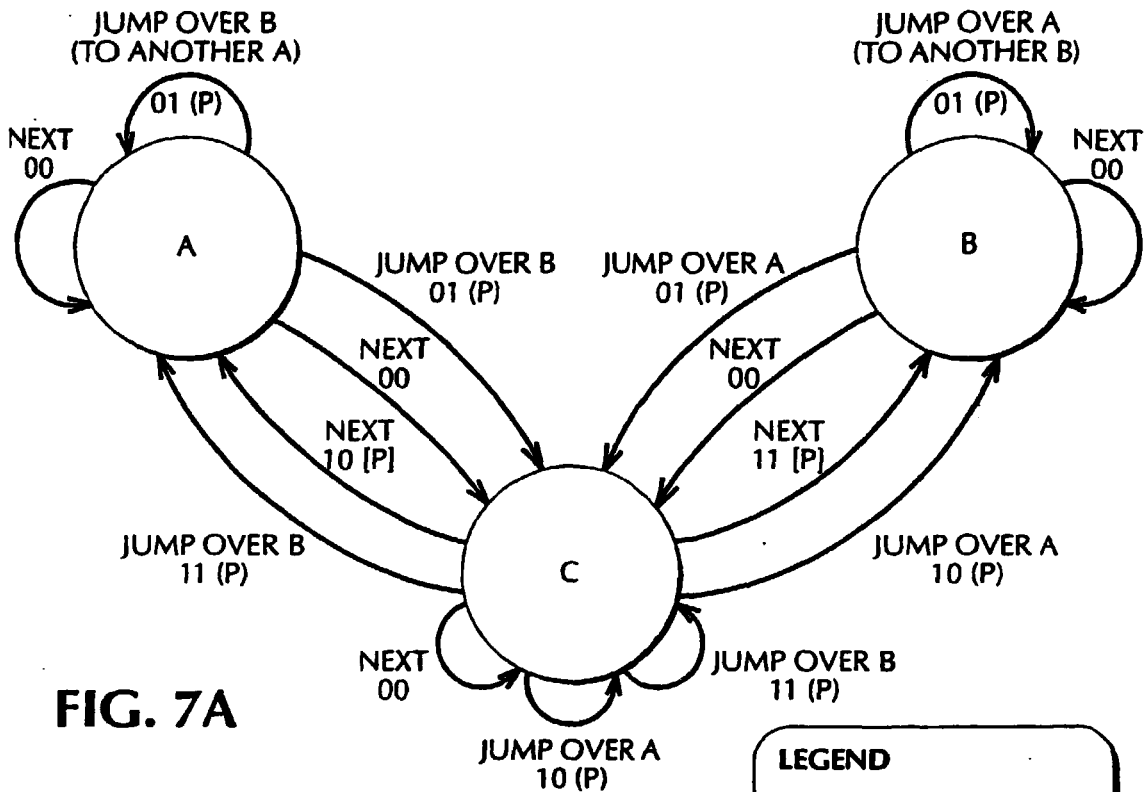 JUMP OVER B
(TO ANOTHER A)
01 (P)
NEXT
00
A
JUMP OVER A
(TO ANOTHER B)
01 (P)
NEXT
00
B
JUMP OVER B
01 (P)
JUMP OVER A
01 (P)
NEXT
00
NEXT
00
NEXT
10 [P]
NEXT
11 [P]
JUMP OVER B
11 (P)
C
JUMP OVER A
10 (P)
NEXT
00
JUMP OVER B
11 (P)
JUMP OVER A
10 (P)
FIG. 7A
LEGEND